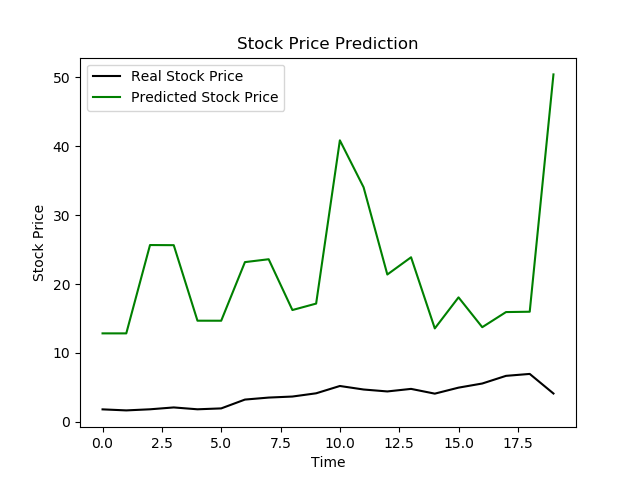 Stock Price Prediction
Real Stock Price
Predicted Stock Price
50
40
30
20
10
0
Stock Price
0.0 2.5 5.0 7.5 10.0 12.5 15.0 17.5
Time